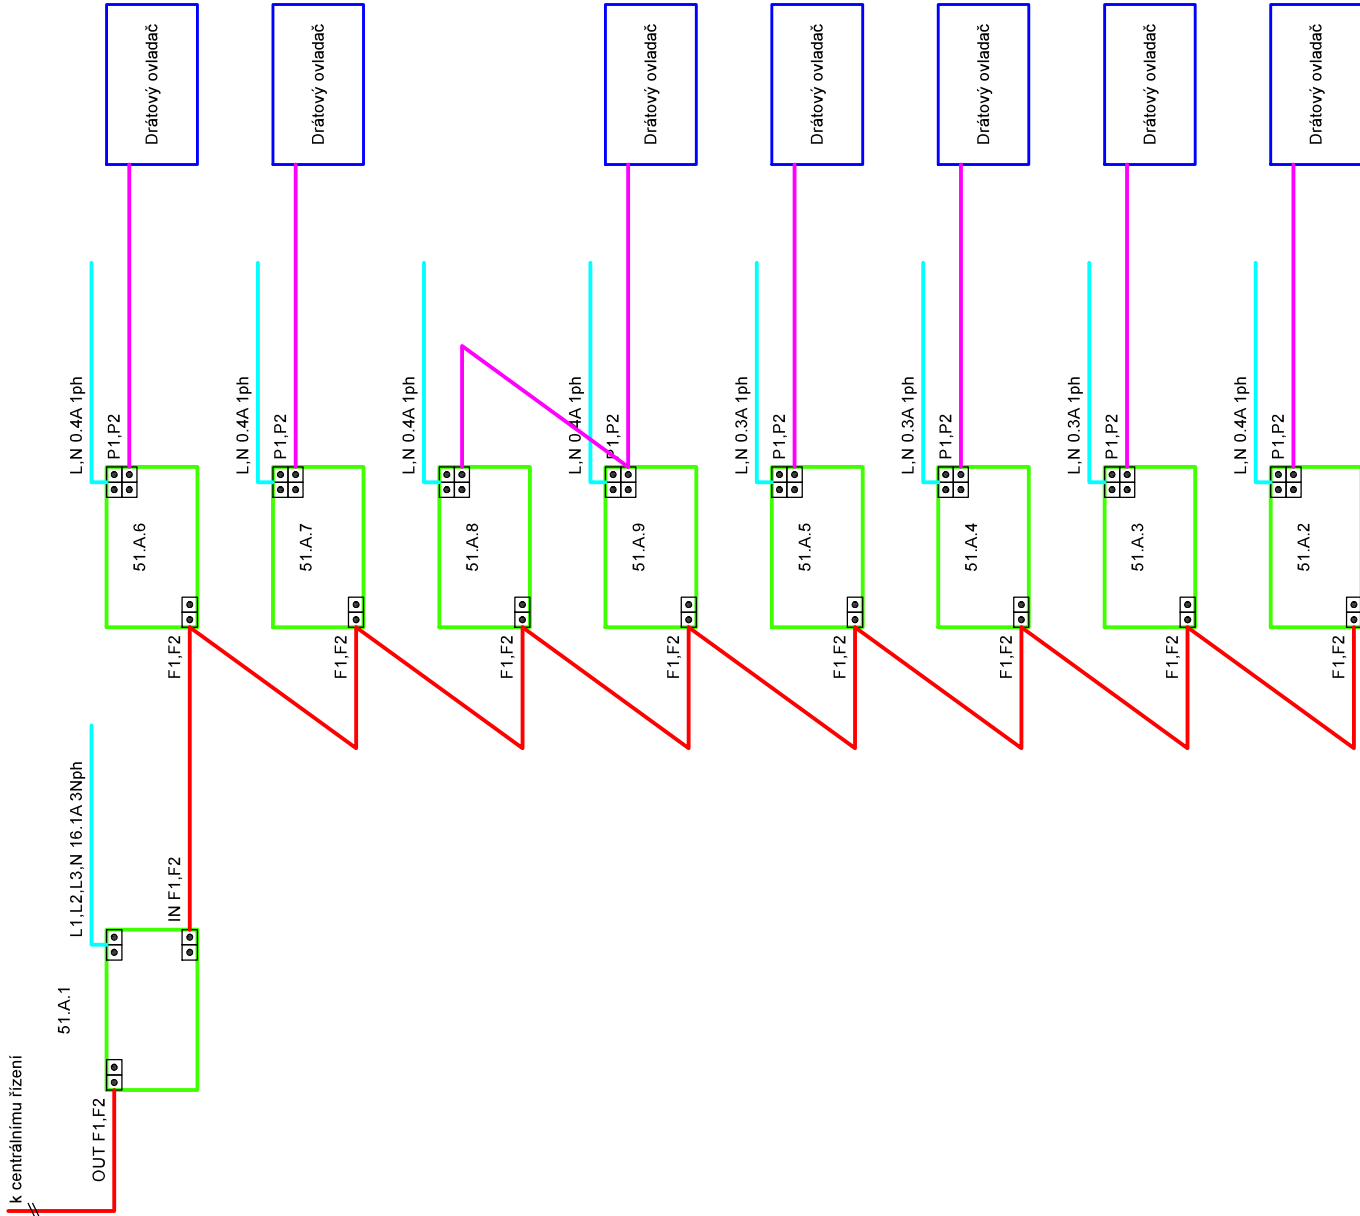 Drátový ovladač
Drátový ovladač
Drátový ovladač
Drátový ovladač
Drátový ovladač
Drátový ovladač
Drátový ovladač
L,N 0.4A 1ph
P1,P2
L,N 0.4A 1ph
P1,P2
L,N 0.4A 1ph
L,N 0.4A 1ph
P1,P2
L,N 0.3A 1ph
P1,P2
L,N 0.3A 1ph
P1,P2
L,N 0.3A 1ph
P1,P2
L,N 0.4A 1ph
P1,P2
51.A.6
51.A.7
51.A.8
51.A.9
51.A.5
51.A.4
51.A.3
51.A.2
F1,F2
F1,F2
F1,F2
F1,F2
F1,F2
F1,F2
F1,F2
F1,F2
L1,L2,L3,N 16.1A 3Nph
IN F1,F2
51.A.1
OUT F1,F2
k centrálnímu řízení